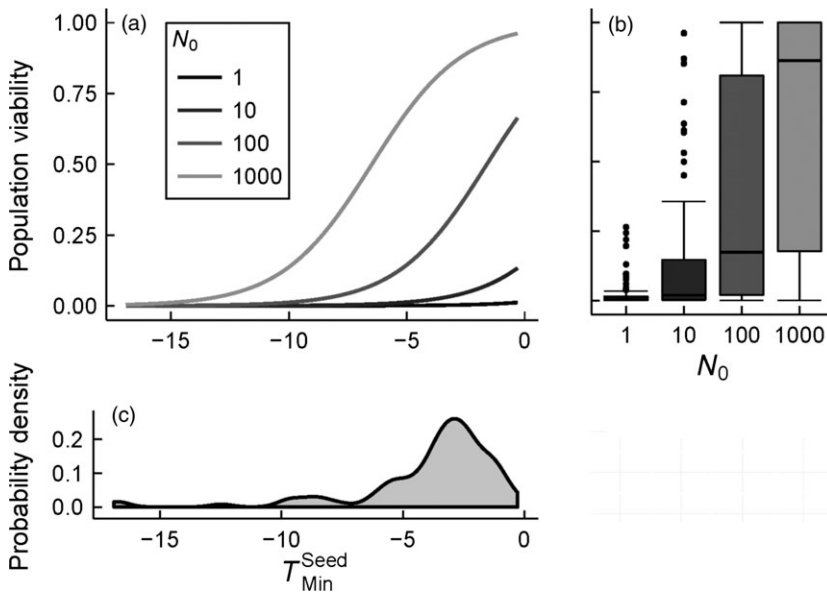 (a)
N₀
1
10
100
1000
Population viability
1.00
0.75
0.50
0.25
0.00
−15 −10 −5 0
(b)
1 10 100 1000
N₀
(c)
Probability density
0.2
0.1
0.0
−15 −10 −5 0
T Seed Min